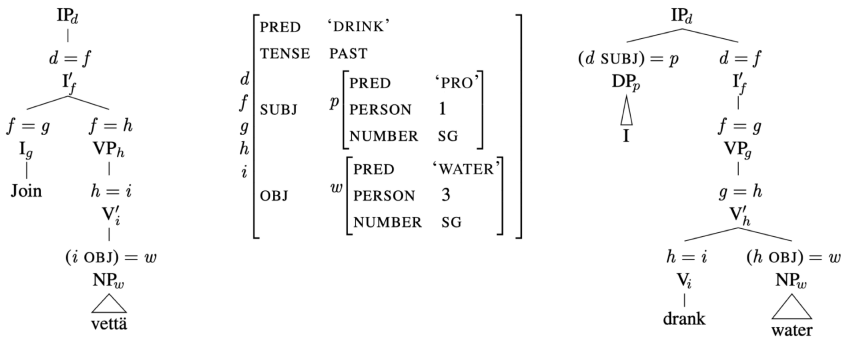 IP_d
d = f
I′_f
f = g f = h
I_g VP_h
Join h = i
V′_i
(i OBJ) = w
NP_w
vettä
d
f
g
h
i
PRED ‘DRINK’
TENSE PAST
SUBJ p
PRED ‘PRO’
PERSON 1
NUMBER SG
OBJ w
PRED ‘WATER’
PERSON 3
NUMBER SG
IP_d
(d SUBJ) = p d = f
DP_p I′_f
I f = g
VP_g
g = h
V′_h
h = i (h OBJ) = w
V_i NP_w
drank water